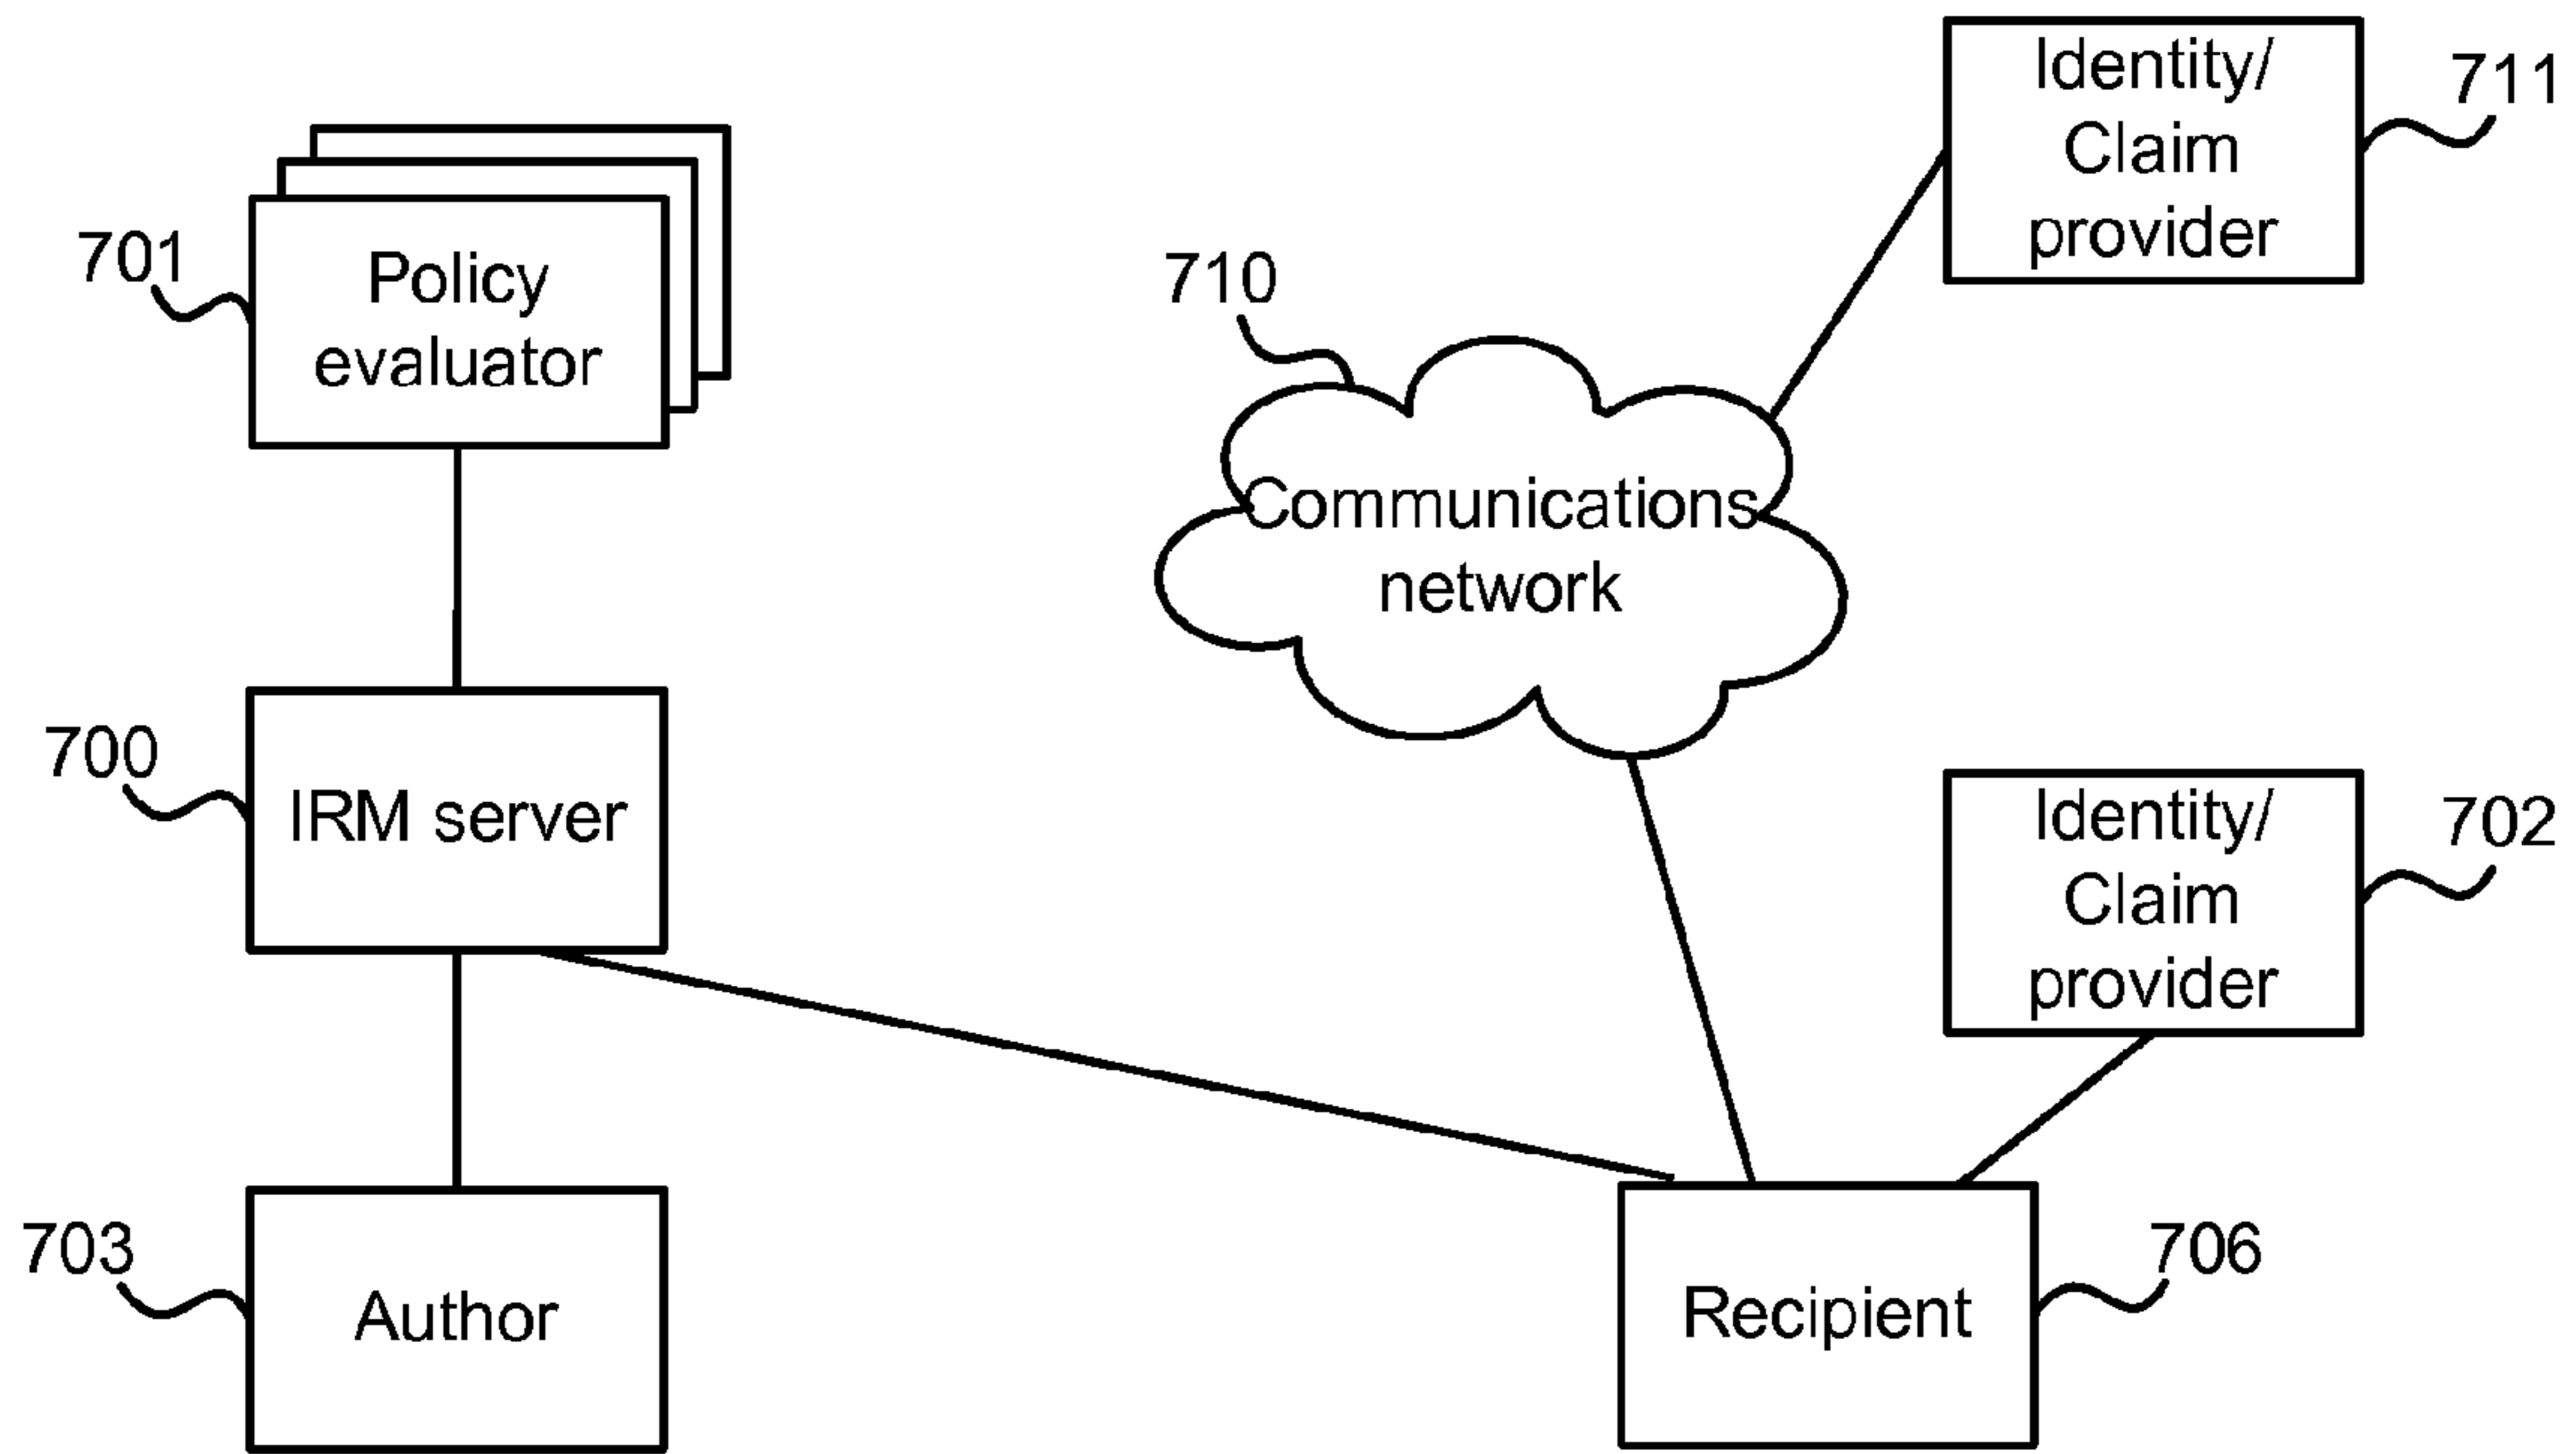 Identity/
Claim
provider
711
701
Policy
evaluator
710
Communications
network
700
IRM server
Identity/
Claim
provider
702
703
Author
Recipient
706